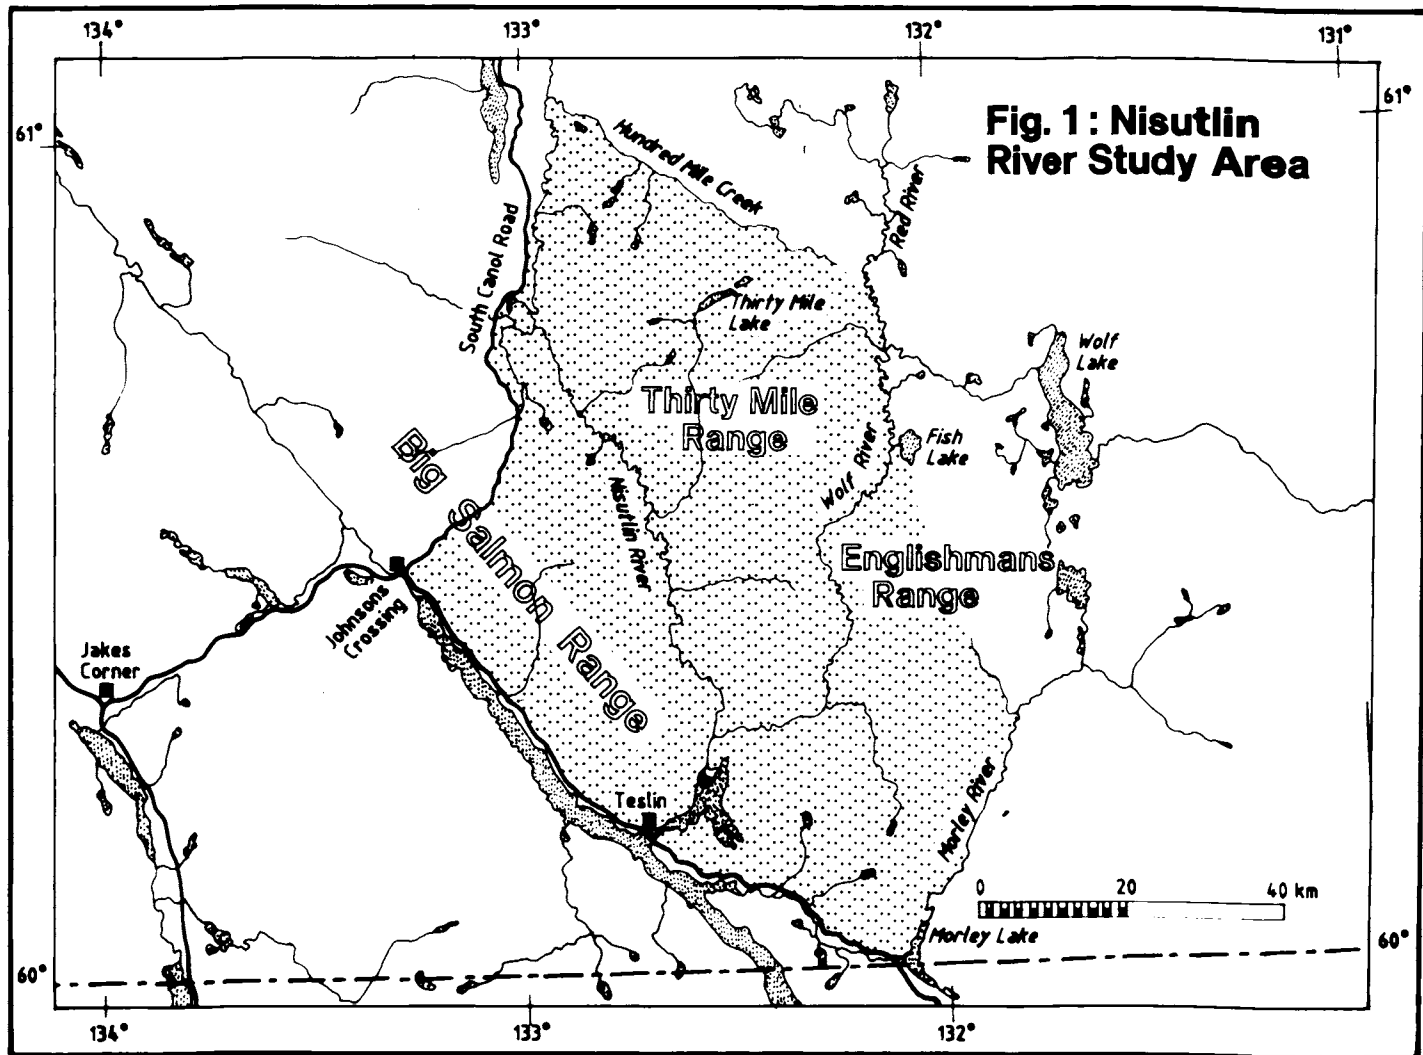 134°
133°
132°
131°
61°
61°
Fig. 1: Nisutlin
River Study Area
Hundred Mile Creek
Red River
South Canol Road
Thirty Mile
Lake
Wolf
Lake
Thirty Mile
Range
Big Salmon Range
Fish
Lake
Wolf River
Nisutlin River
Englishmans
Range
Johnsons
Crossing
Jakes
Corner
Teslin
Morley River
0 20 40 km
Morley Lake
60°
60°
134°
133°
132°